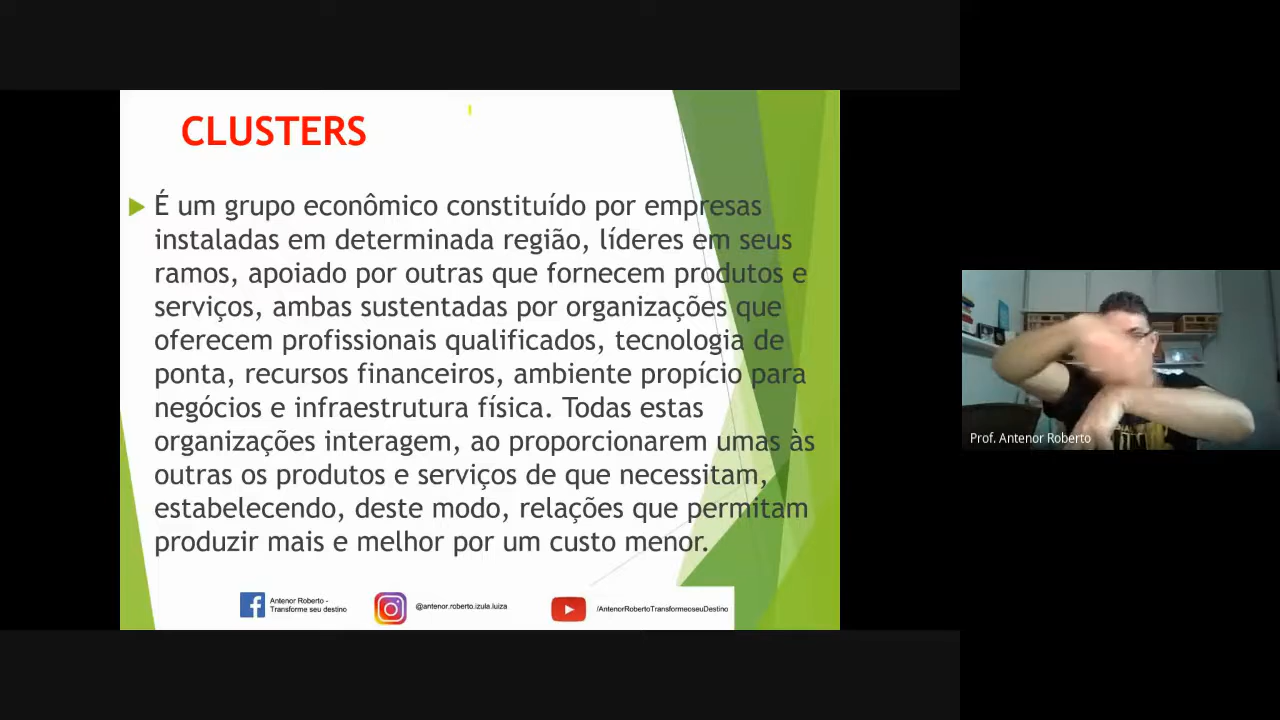 CLUSTERS
É um grupo econômico constituído por empresas
instaladas em determinada região, líderes em seus
ramos, apoiado por outras que fornecem produtos e
serviços, ambas sustentadas por organizações que
oferecem profissionais qualificados, tecnologia de
ponta, recursos financeiros, ambiente propício para
negócios e infraestrutura física. Todas estas
organizações interagem, ao proporcionarem umas às
outras os produtos e serviços de que necessitam,
estabelecendo, deste modo, relações que permitam
produzir mais e melhor por um custo menor.
Antenor Roberto -
Transforme seu destino
@antenor.roberto.izula.luiza
/AntenorRobertoTransformeoseuDestino
Prof. Antenor Roberto